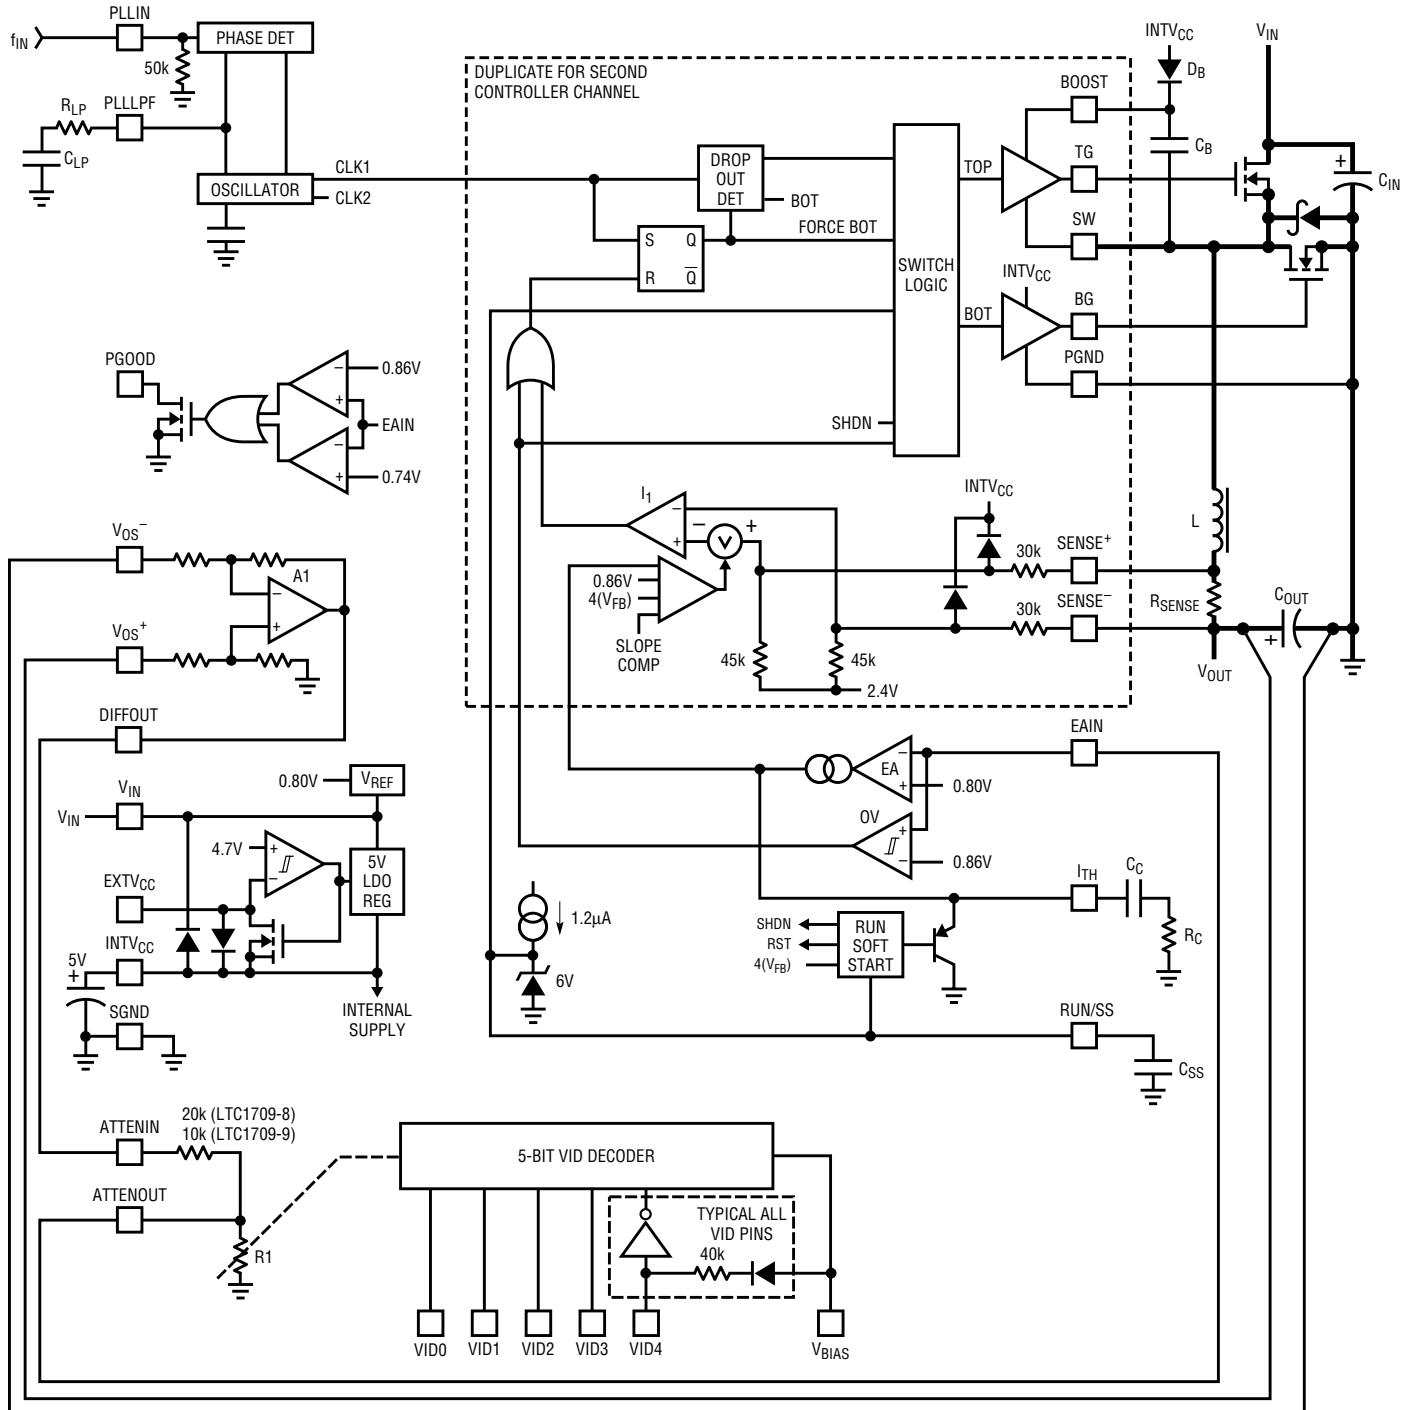 PLLIN
fIN
PHASE DET
50k
RLP
PLLLPF
CLP
OSCILLATOR
CLK1
CLK2
DUPLICATE FOR SECOND
CONTROLLER CHANNEL
DROP
OUT
DET
BOT
FORCE BOT
S Q
R Q̅
SWITCH
LOGIC
TOP
BOT
INTVCC
SHDN
BOOST
TG
SW
BG
PGND
INTVCC
DB
CB
VIN
CIN
+
PGOOD
−
+
−
+
0.86V
EAIN
0.74V
I1
−
+
−
+
0.86V
4(VFB)
SLOPE
COMP
45k
45k
2.4V
INTVCC
30k
SENSE+
30k
SENSE−
L
RSENSE
COUT
+
VOUT
VOS−
A1
−
+
VOS+
DIFFOUT
0.80V
VREF
VIN
VIN
4.7V
+
−
5V
LDO
REG
EXTVCC
INTVCC
5V
+
SGND
INTERNAL
SUPPLY
EAIN
EA
−
+
0.80V
OV
+
−
0.86V
1.2μA
6V
SHDN
RST
4(VFB)
RUN
SOFT
START
ITH
CC
RC
RUN/SS
CSS
20k (LTC1709-8)
10k (LTC1709-9)
ATTENIN
ATTENOUT
R1
5-BIT VID DECODER
TYPICAL ALL
VID PINS
40k
VID0
VID1
VID2
VID3
VID4
VBIAS